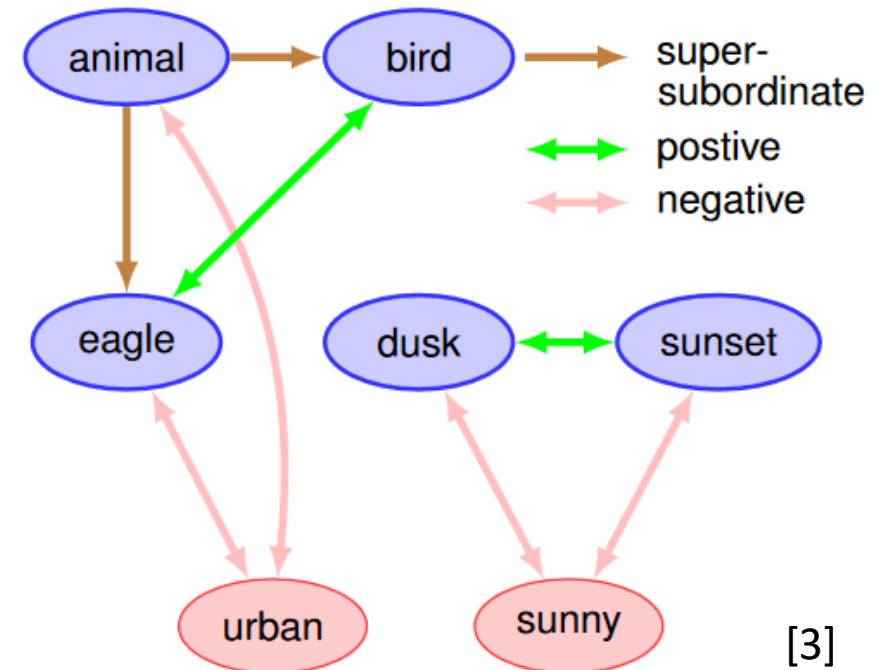 animal
bird
super-
subordinate
postive
negative
eagle
dusk
sunset
urban
sunny
[3]